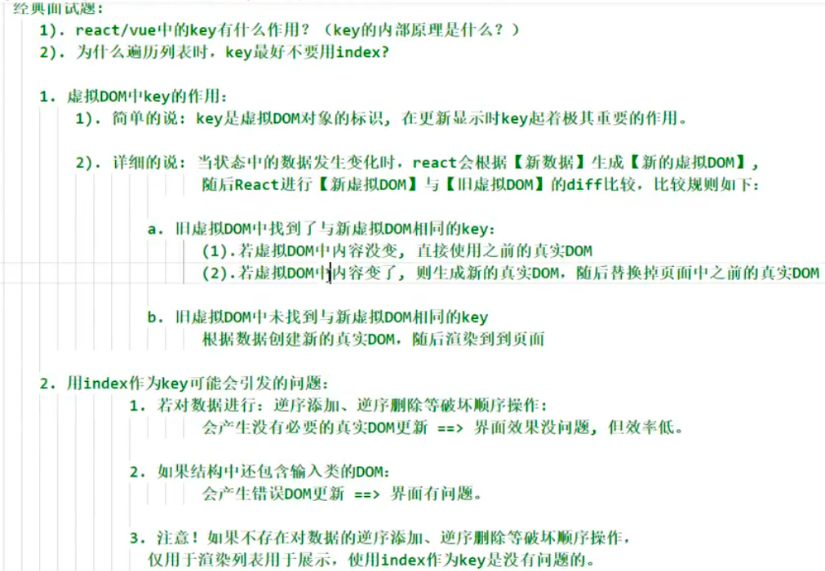 经典面试题:
1). react/vue中的key有什么作用？（key的内部原理是什么？）
2). 为什么遍历列表时，key最好不要用index?
1. 虚拟DOM中key的作用：
1). 简单的说: key是虚拟DOM对象的标识, 在更新显示时key起着极其重要的作用。
2). 详细的说: 当状态中的数据发生变化时，react会根据【新数据】生成【新的虚拟DOM】,
随后React进行【新虚拟DOM】与【旧虚拟DOM】的diff比较，比较规则如下：
a. 旧虚拟DOM中找到了与新虚拟DOM相同的key：
(1).若虚拟DOM中内容没变, 直接使用之前的真实DOM
(2).若虚拟DOM中内容变了, 则生成新的真实DOM，随后替换掉页面中之前的真实DOM
b. 旧虚拟DOM中未找到与新虚拟DOM相同的key
根据数据创建新的真实DOM，随后渲染到到页面
2. 用index作为key可能会引发的问题：
1. 若对数据进行：逆序添加、逆序删除等破坏顺序操作:
会产生没有必要的真实DOM更新 ==> 界面效果没问题, 但效率低。
2. 如果结构中还包含输入类的DOM：
会产生错误DOM更新 ==> 界面有问题。
3. 注意！如果不存在对数据的逆序添加、逆序删除等破坏顺序操作，
仅用于渲染列表用于展示，使用index作为key是没有问题的。